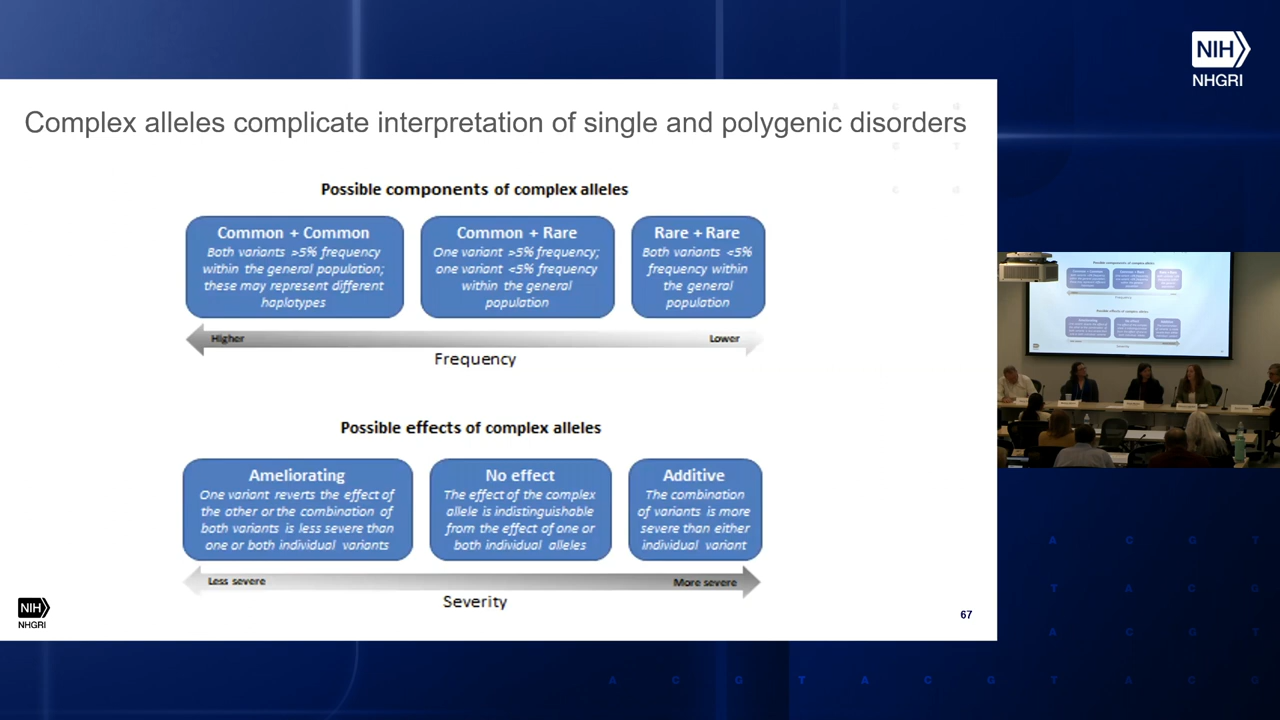 NIH
NHGRI
Complex alleles complicate interpretation of single and polygenic disorders
Possible components of complex alleles
Common + Common
Both variants >5% frequency
within the general population;
these may represent different
haplotypes
Common + Rare
One variant >5% frequency;
one variant <5% frequency
within the general
population
Rare + Rare
Both variants <5%
frequency within
the general
population
Higher
Lower
Frequency
Possible effects of complex alleles
Ameliorating
One variant reverts the effect of
the other or the combination of
both variants is less severe than
one or both individual variants
No effect
The effect of the complex
allele is indistinguishable
from the effect of one or
both individual alleles
Additive
The combination
of variants is more
severe than either
individual variant
Less severe
More severe
Severity
NIH
NHGRI
67
A C G T
T A C G T
A C G T
A C G T A C G T A C G